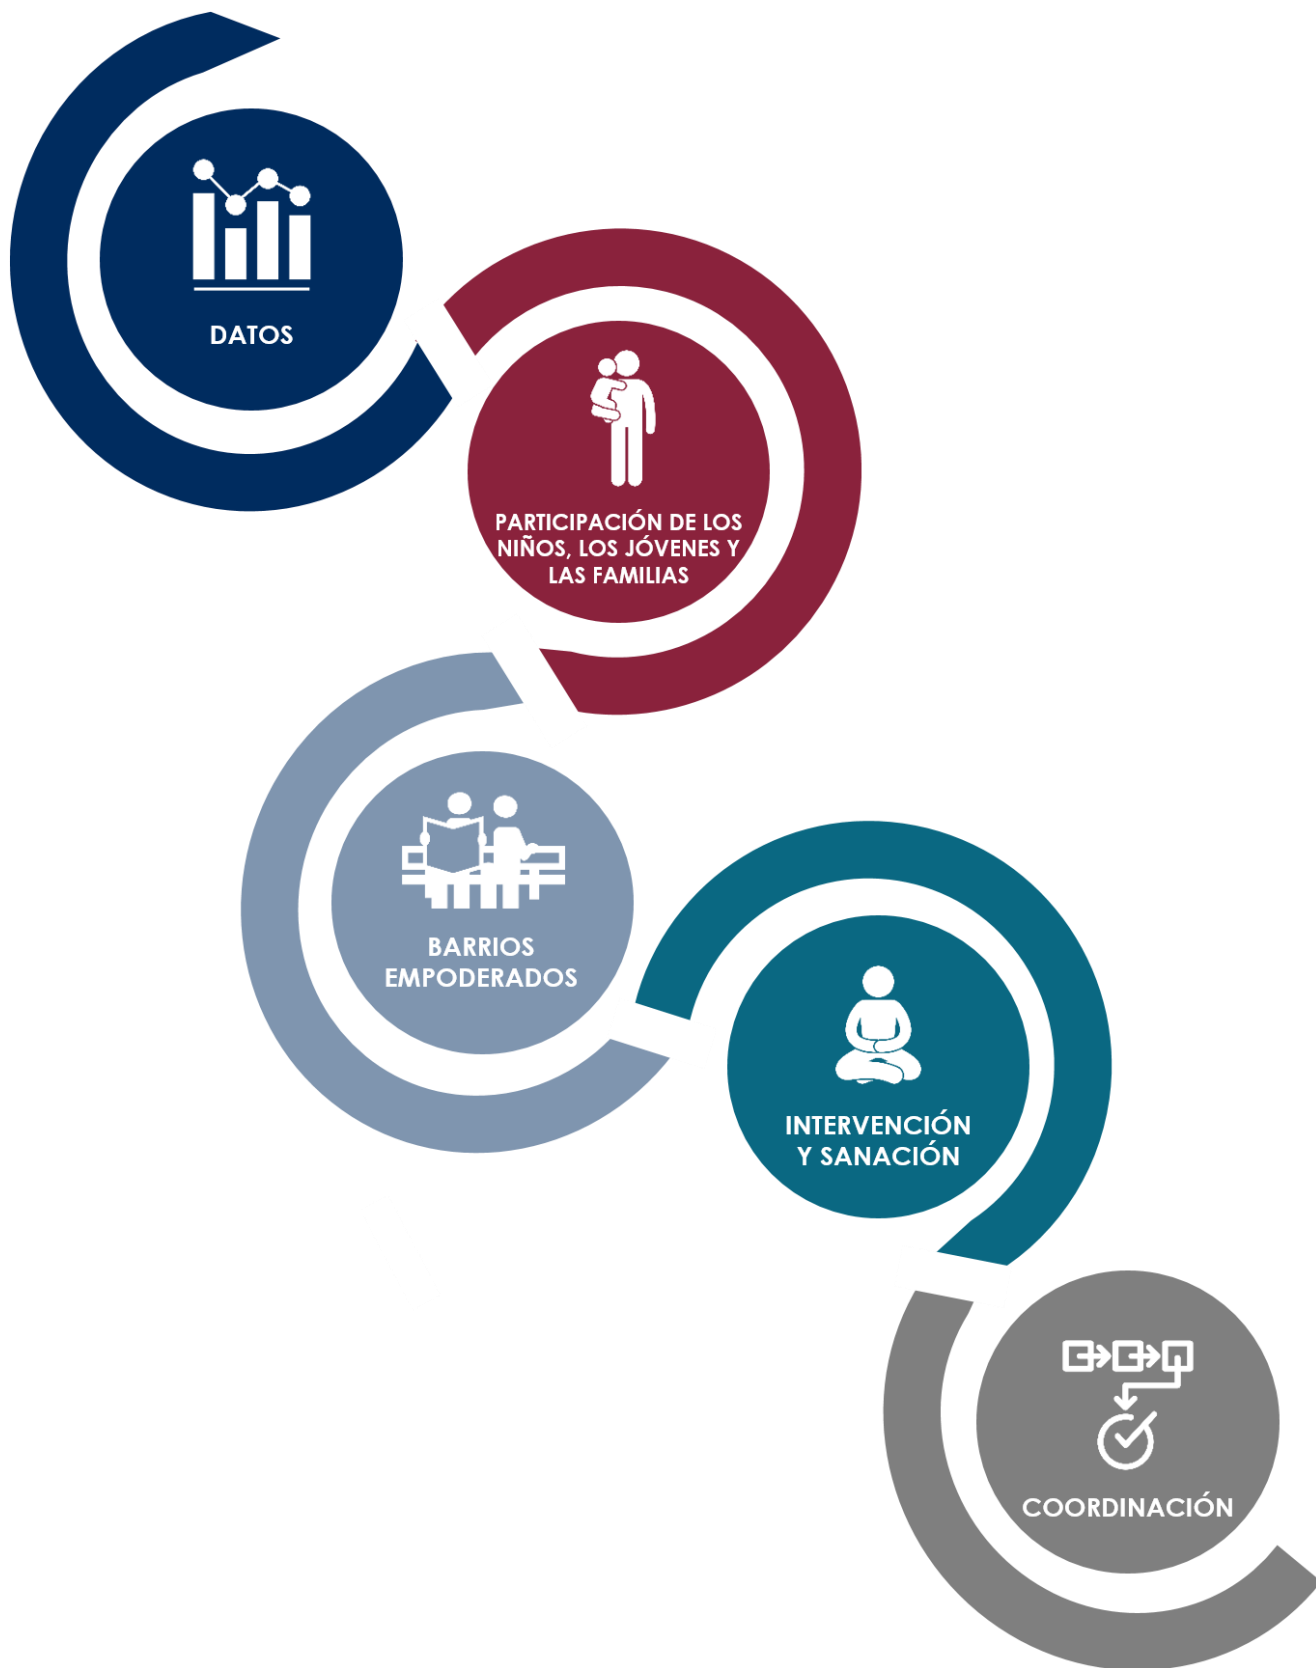 DATOS
PARTICIPACIÓN DE LOS
NIÑOS, LOS JÓVENES Y
LAS FAMILIAS
BARRIOS
EMPODERADOS
INTERVENCIÓN
Y SANACIÓN
COORDINACIÓN